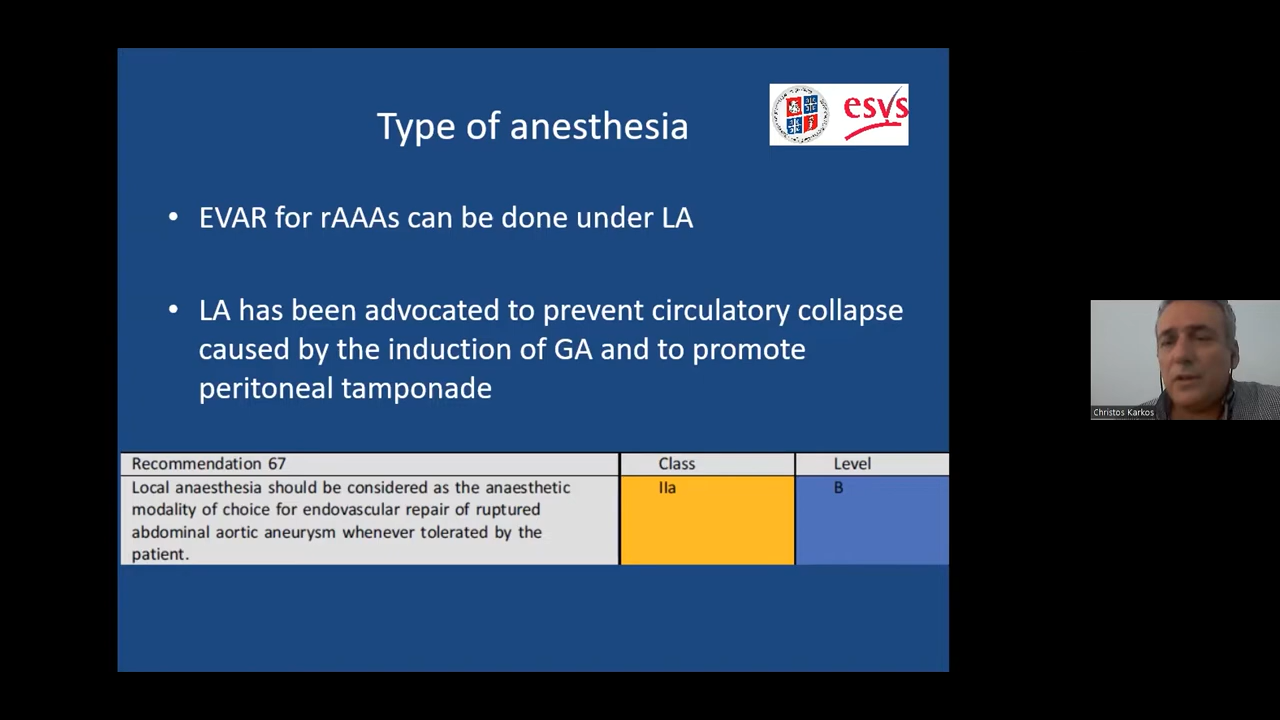 Type of anesthesia
esvs
• EVAR for rAAAs can be done under LA
• LA has been advocated to prevent circulatory collapse
caused by the induction of GA and to promote
peritoneal tamponade
Recommendation 67 Class Level
Local anaesthesia should be considered as the anaesthetic IIa B
modality of choice for endovascular repair of ruptured
abdominal aortic aneurysm whenever tolerated by the
patient.
Christos Karkos